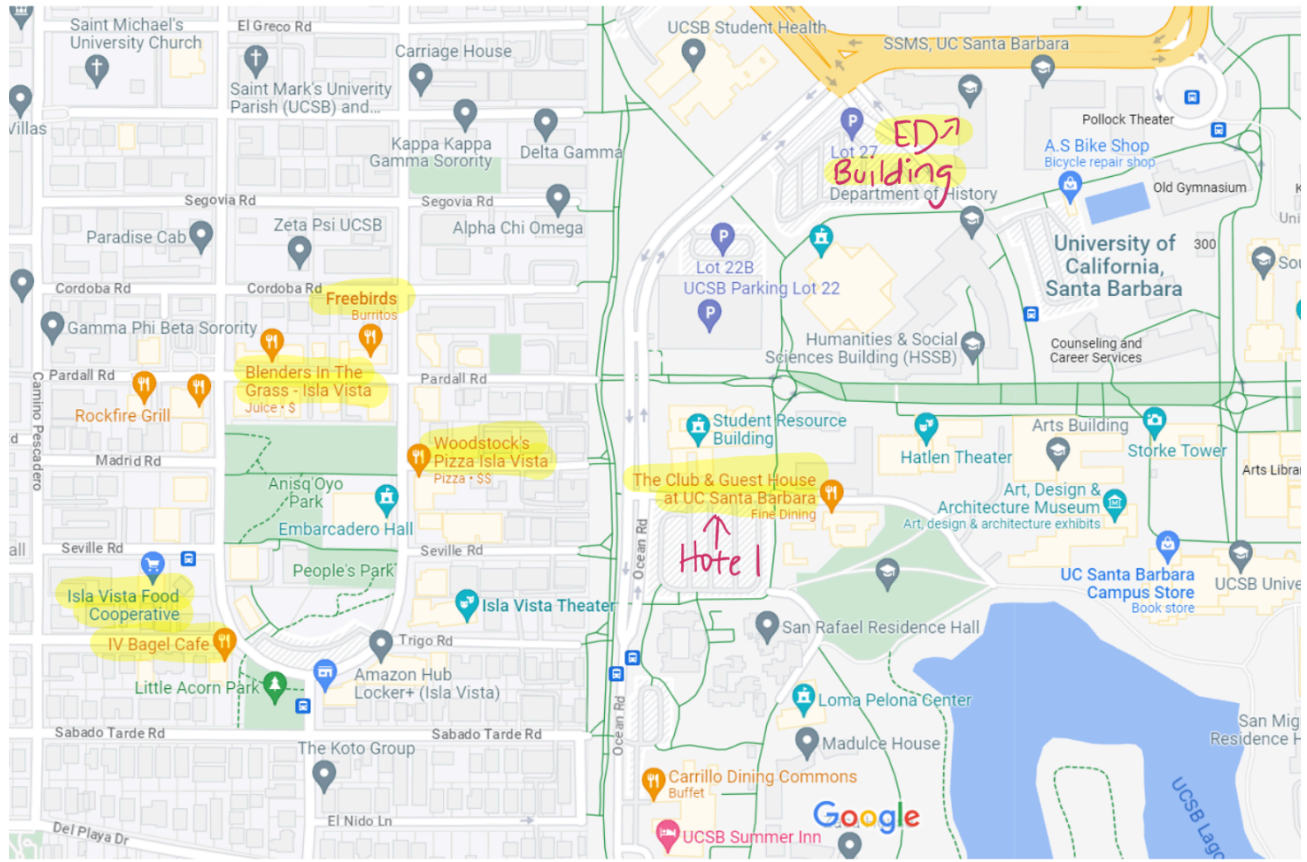 El Greco Rd
Saint Michael's
University Church
UCSB Student Health
SSMS, UC Santa Barbara
Carriage House
Saint Mark's Univerity
Parish (UCSB) and...
Villas
Kappa Kappa
Gamma Sorority
Delta Gamma
P
Lot 27
ED↗
Building
Pollock Theater
A.S Bike Shop
Bicycle repair shop
Department of History
Old Gymnasium
Segovia Rd
Segovia Rd
Zeta Psi UCSB
Alpha Chi Omega
Paradise Cab
P
Lot 22B
UCSB Parking Lot 22
P
University of
California,
Santa Barbara
300
Uni
Sou
Cordoba Rd
Cordoba Rd
Freebirds
Burritos
Gamma Phi Beta Sorority
Humanities & Social
Sciences Building (HSSB)
Counseling and
Career Services
Pardall Rd
Blenders In The
Grass - Isla Vista
Juice • $
Pardall Rd
Rockfire Grill
Camino Pescadero
Student Resource
Building
Hatlen Theater
Arts Building
Storke Tower
d
Madrid Rd
Woodstock's
Pizza Isla Vista
Pizza • $$
Anisq'Oyo
Park
Embarcadero Hall
The Club & Guest House
at UC Santa Barbara
Fine Dining
↑
Hotel
Art, Design &
Architecture Museum
Art, design & architecture exhibits
Arts Librar
all
Seville Rd
Seville Rd
Ocean Rd
People's Park
Isla Vista Food
Cooperative
Isla Vista Theater
UC Santa Barbara
Campus Store
Book store
UCSB Unive
IV Bagel Cafe
Trigo Rd
San Rafael Residence Hall
Little Acorn Park
Amazon Hub
Locker+ (Isla Vista)
Loma Pelona Center
Ocean Rd
Sabado Tarde Rd
Sabado Tarde Rd
Madulce House
San Mig
Residence H
The Koto Group
Carrillo Dining Commons
Buffet
UCSB Lago
El Nido Ln
Google
Del Playa Dr
UCSB Summer Inn